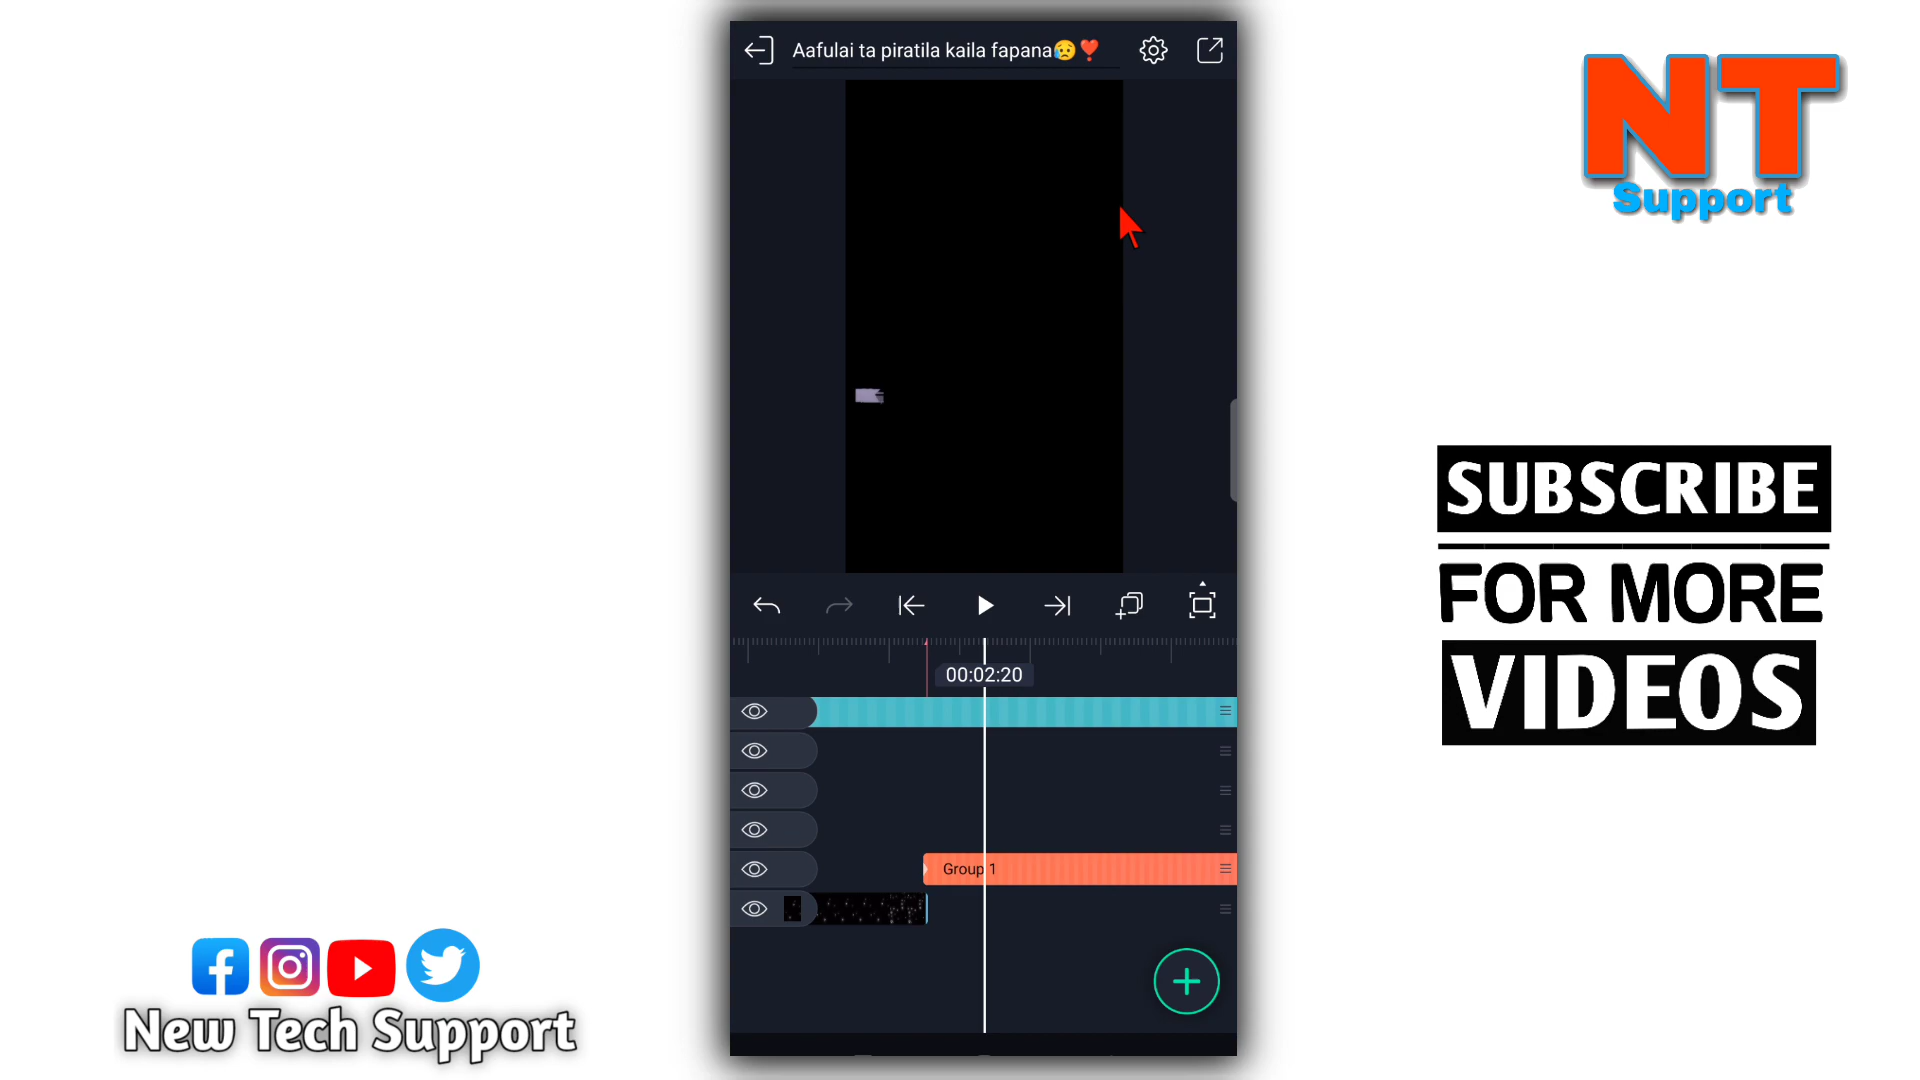 Aafulai ta piratila kaila fapana😥❣️
NT
Support
SUBSCRIBE
FOR MORE
VIDEOS
00:02:20
Group 1
New Tech Support